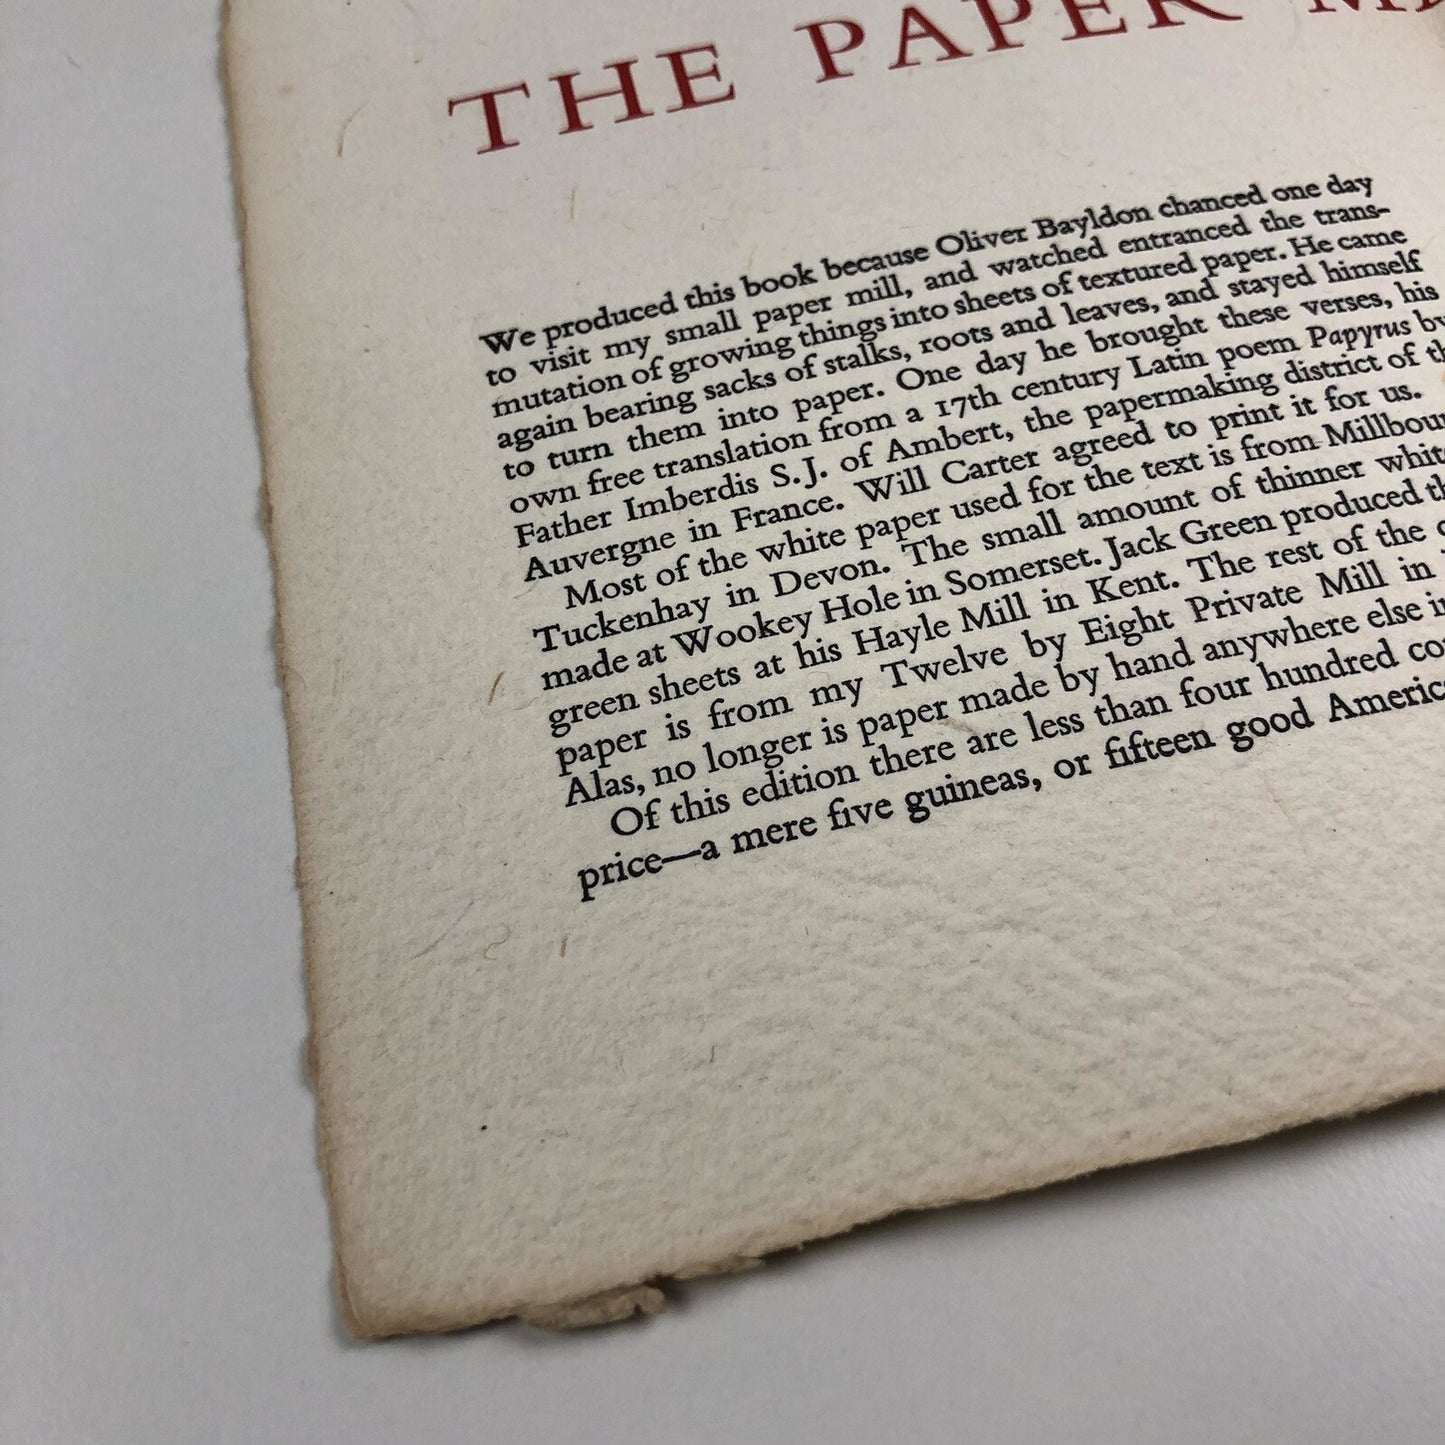 THE PAPER
We produced this book because Oliver Bayldon chanced one day
to visit my small paper mill, and watched entranced the trans-
mutation of growing things into sheets of textured paper. He came
again bearing sacks of stalks, roots and leaves, and stayed himself
to turn them into paper. One day he brought these verses, his
own free translation from a 17th century Latin poem Papyrus by
Father Imberdis S.J. of Ambert, the papermaking district of
Auvergne in France. Will Carter agreed to print it for us.
Most of the white paper used for the text is from
Tuckenhay in Devon. The small amount of thinner
made at Wookey Hole in Somerset. Jack Green produced
green sheets at his Hayle Mill in Kent. The rest of the
paper is from my Twelve by Eight Private Mill in
Alas, no longer is paper made by hand anywhere else
Of this edition there are less than four hundred
price—a mere five guineas, or fifteen good